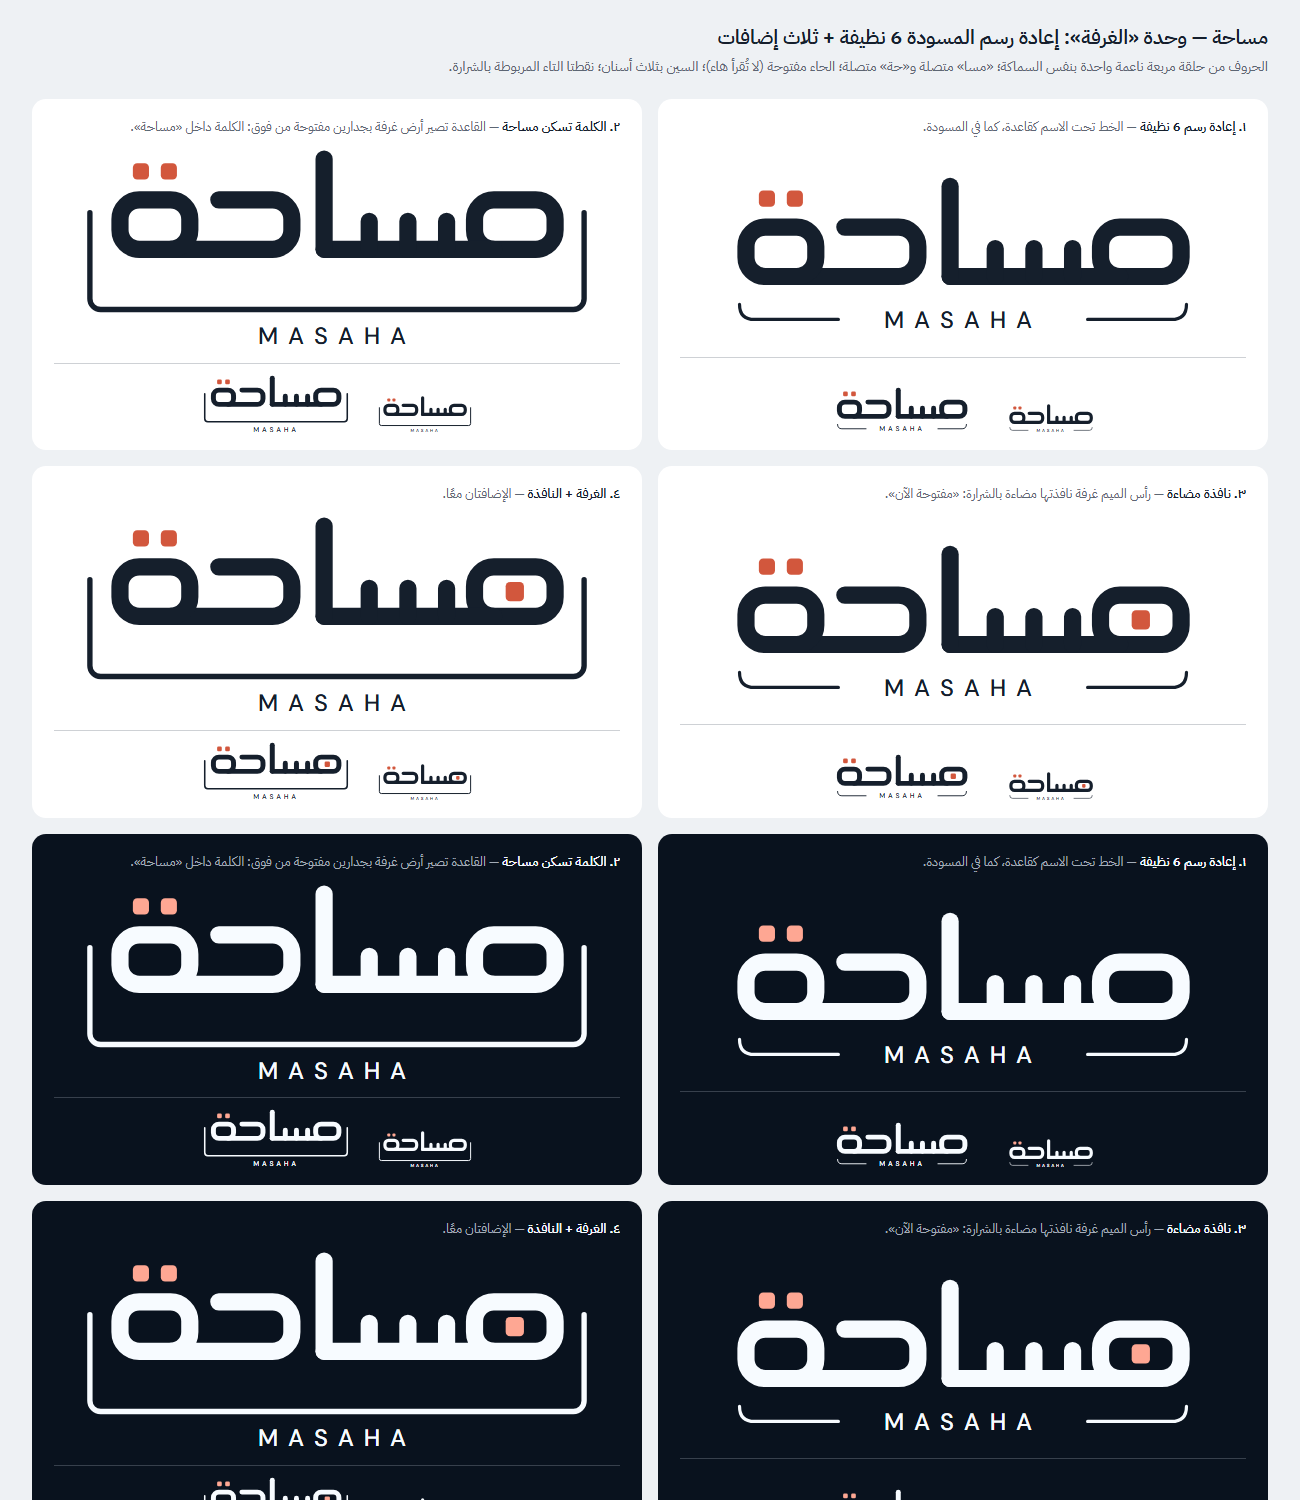 مساحة — وحدة «الغرفة»: إعادة رسم المسودة 6 نظيفة + ثلاث إضافات
الحروف من حلقة مربعة ناعمة واحدة بنفس السماكة؛ «مسا» متصلة و«حة» متصلة؛ الحاء مفتوحة (لا تُقرأ هاء)؛ السين بثلاث أسنان؛ نقطتا التاء المربوطة بالشرارة.
١. إعادة رسم 6 نظيفة — الخط تحت الاسم كقاعدة، كما في المسودة.
مساحة
MASAHA
مساحة
MASAHA
مساحة
MASAHA
٢. الكلمة تسكن مساحة — القاعدة تصير أرض غرفة بجدارين مفتوحة من فوق: الكلمة داخل «مساحة».
مساحة
MASAHA
مساحة
MASAHA
مساحة
MASAHA
٣. نافذة مضاءة — رأس الميم غرفة نافذتها مضاءة بالشرارة: «مفتوحة الآن».
مساحة
MASAHA
مساحة
MASAHA
مساحة
MASAHA
٤. الغرفة + النافذة — الإضافتان معًا.
مساحة
MASAHA
مساحة
MASAHA
مساحة
MASAHA
١. إعادة رسم 6 نظيفة — الخط تحت الاسم كقاعدة، كما في المسودة.
مساحة
MASAHA
مساحة
MASAHA
مساحة
MASAHA
٢. الكلمة تسكن مساحة — القاعدة تصير أرض غرفة بجدارين مفتوحة من فوق: الكلمة داخل «مساحة».
مساحة
MASAHA
مساحة
MASAHA
مساحة
MASAHA
٣. نافذة مضاءة — رأس الميم غرفة نافذتها مضاءة بالشرارة: «مفتوحة الآن».
مساحة
MASAHA
٤. الغرفة + النافذة — الإضافتان معًا.
مساحة
MASAHA